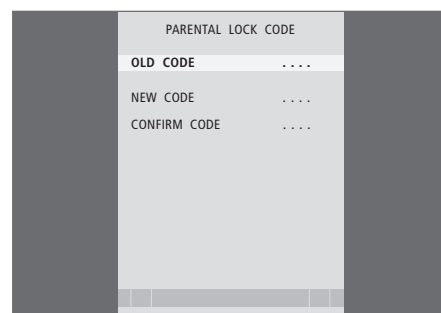 PARENTAL LOCK CODE
OLD CODE ....
NEW CODE ....
CONFIRM CODE ....